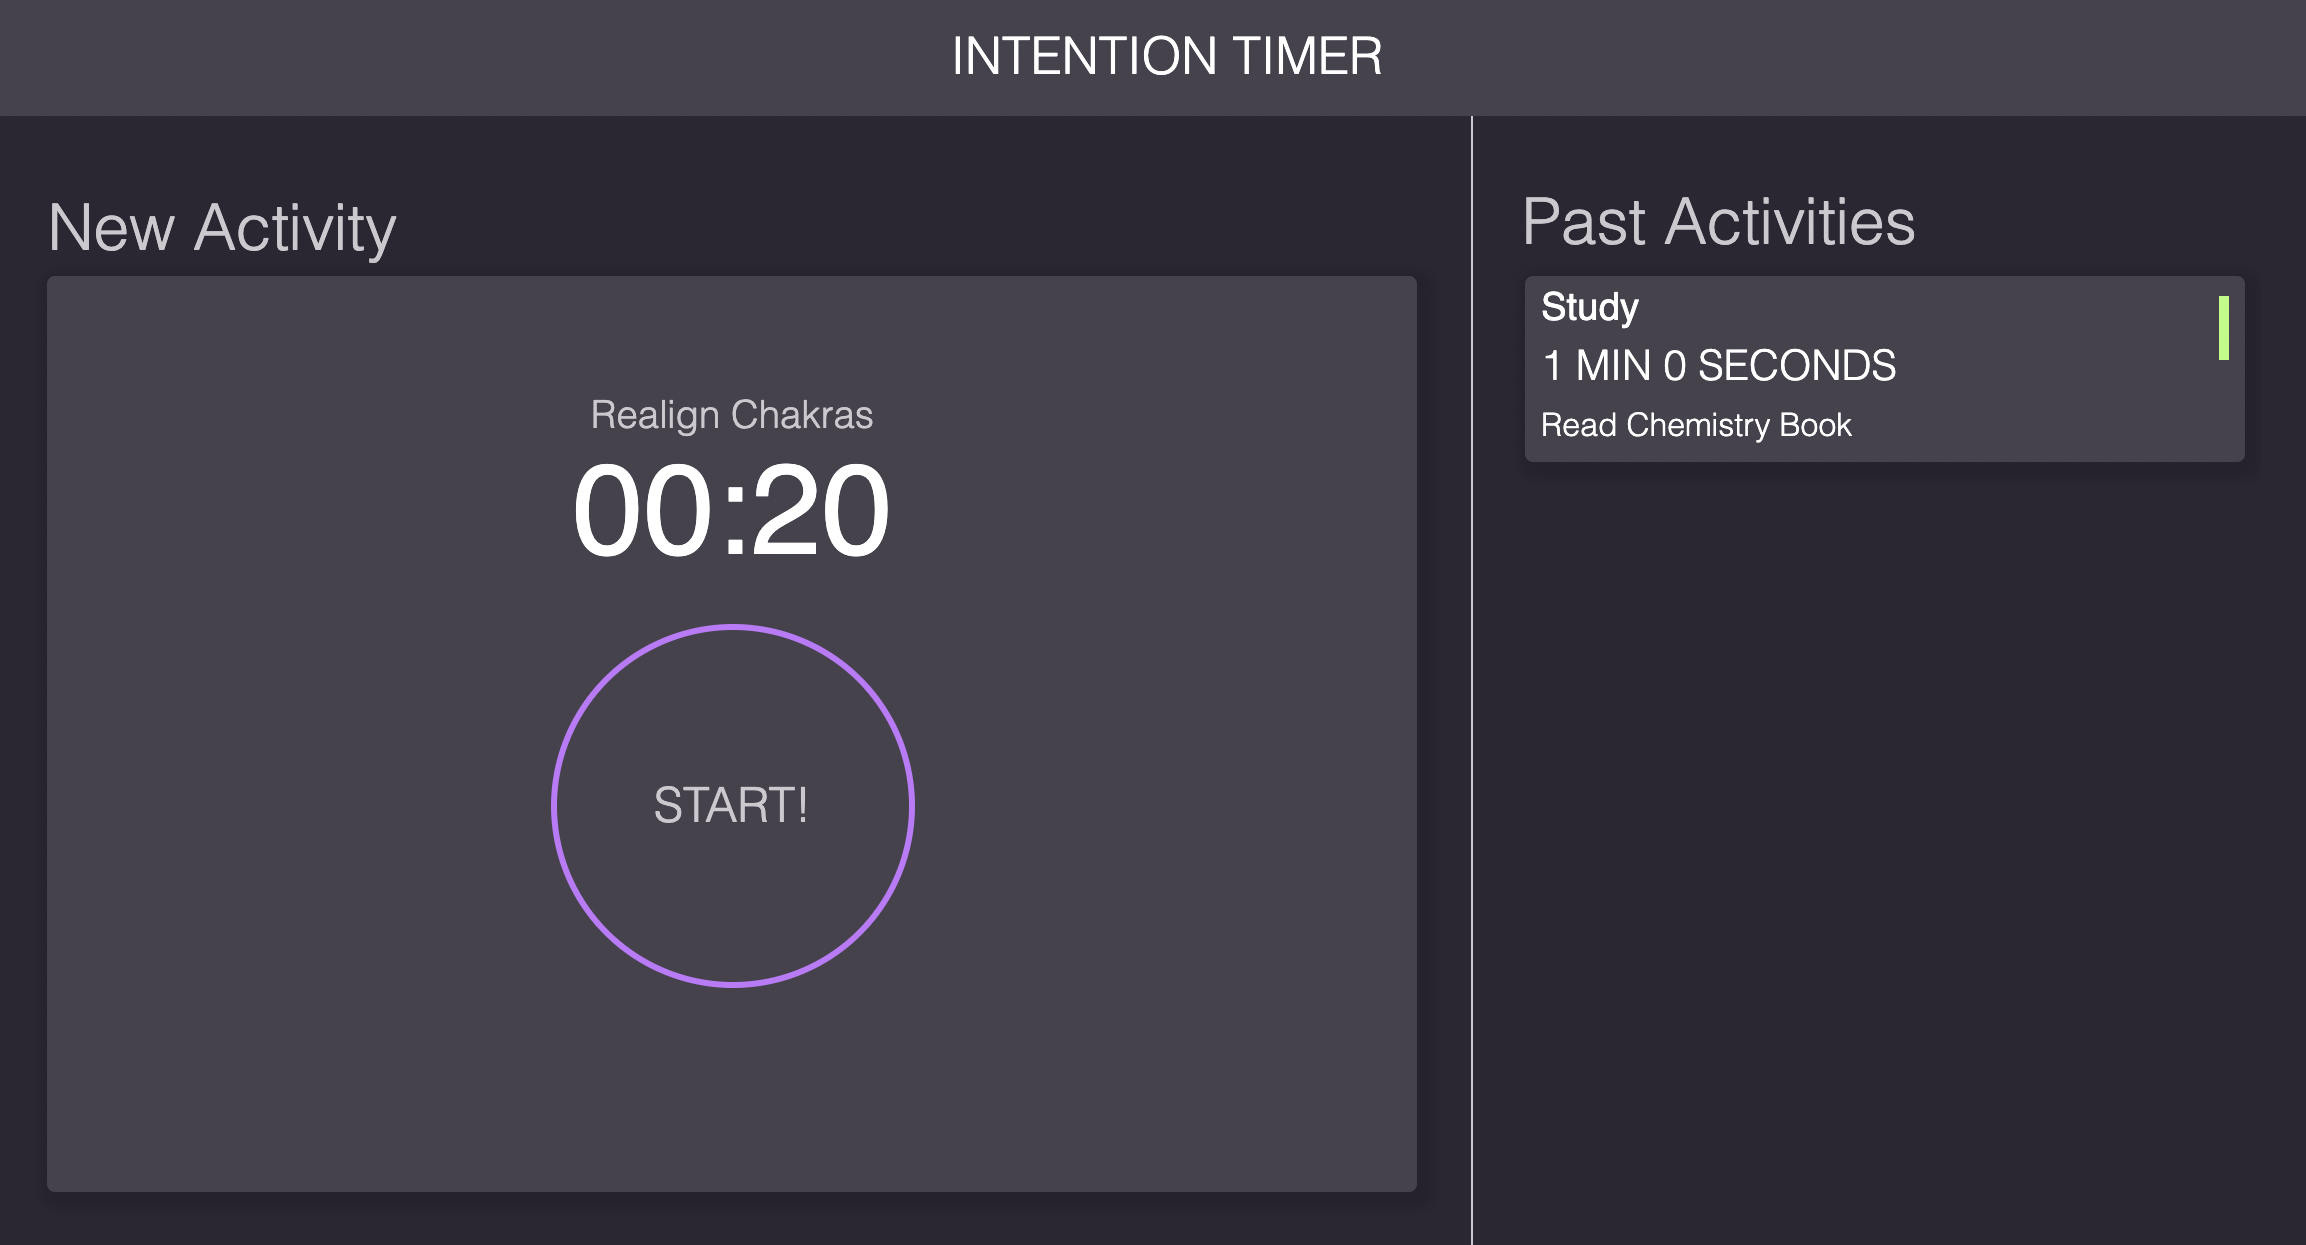 INTENTION TIMER
New Activity
Realign Chakras
00:20
START!
Past Activities
Study
1 MIN 0 SECONDS
Read Chemistry Book